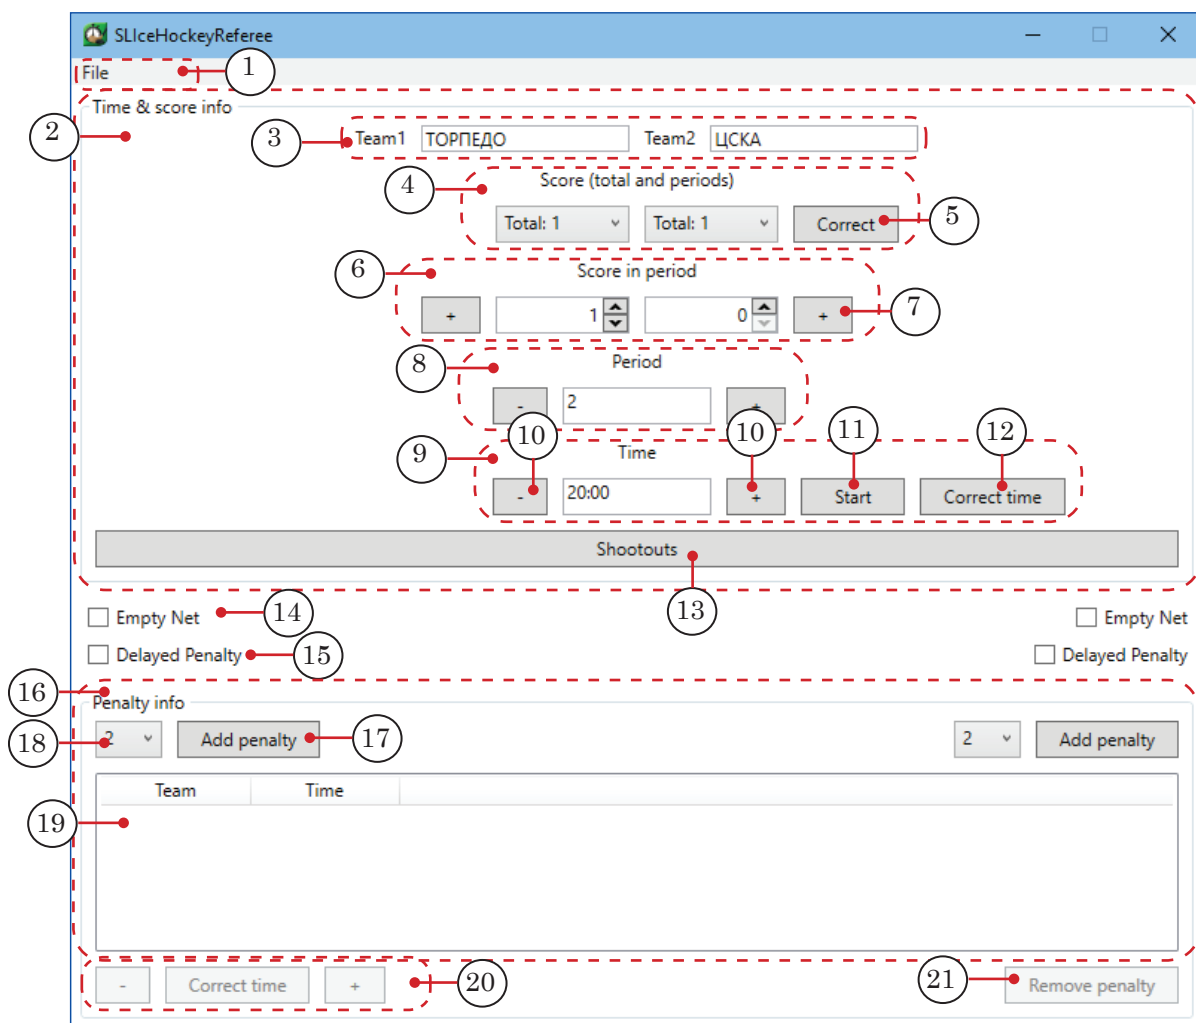 SLIceHockeyReferee
File 1
Time & score info
2
3 Team1 ТОРПЕДО Team2 ЦСКА
4 Score (total and periods)
Total: 1 Total: 1 Correct 5
6 Score in period
+ 1 0 + 7
8 Period
- 2 +
10 10 11 12
9 Time
- 20:00 + Start Correct time
Shootouts
13
Empty Net 14 Empty Net
Delayed Penalty 15 Delayed Penalty
16
Penalty info
18 2 Add penalty 17 2 Add penalty
Team Time
19
- Correct time + 20 21 Remove penalty